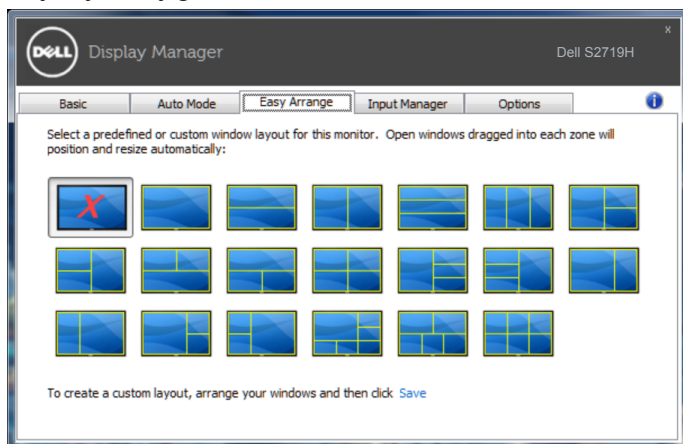 DELL Display Manager
Dell S2719H
x
Basic Auto Mode Easy Arrange Input Manager Options i
Select a predefined or custom window layout for this monitor. Open windows dragged into each zone will
position and resize automatically:
X
To create a custom layout, arrange your windows and then click Save